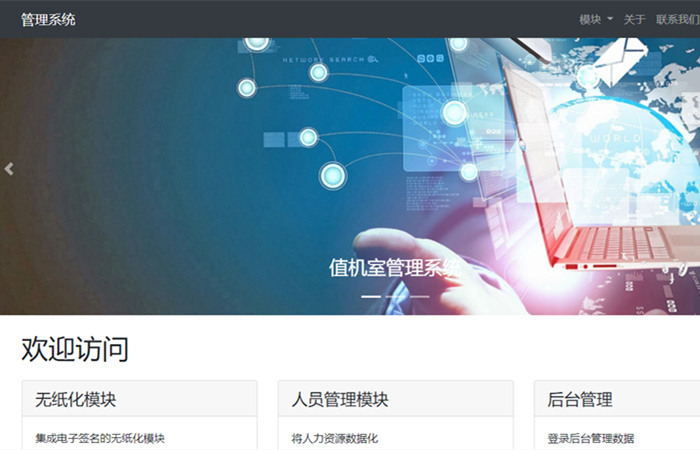 管理系统
模块 关于 联系我们
NETWORK SEARCH
WORLD
值机室管理系统
欢迎访问
无纸化模块 人员管理模块 后台管理
集成电子签名的无纸化模块 将人力资源数据化 登录后台管理数据